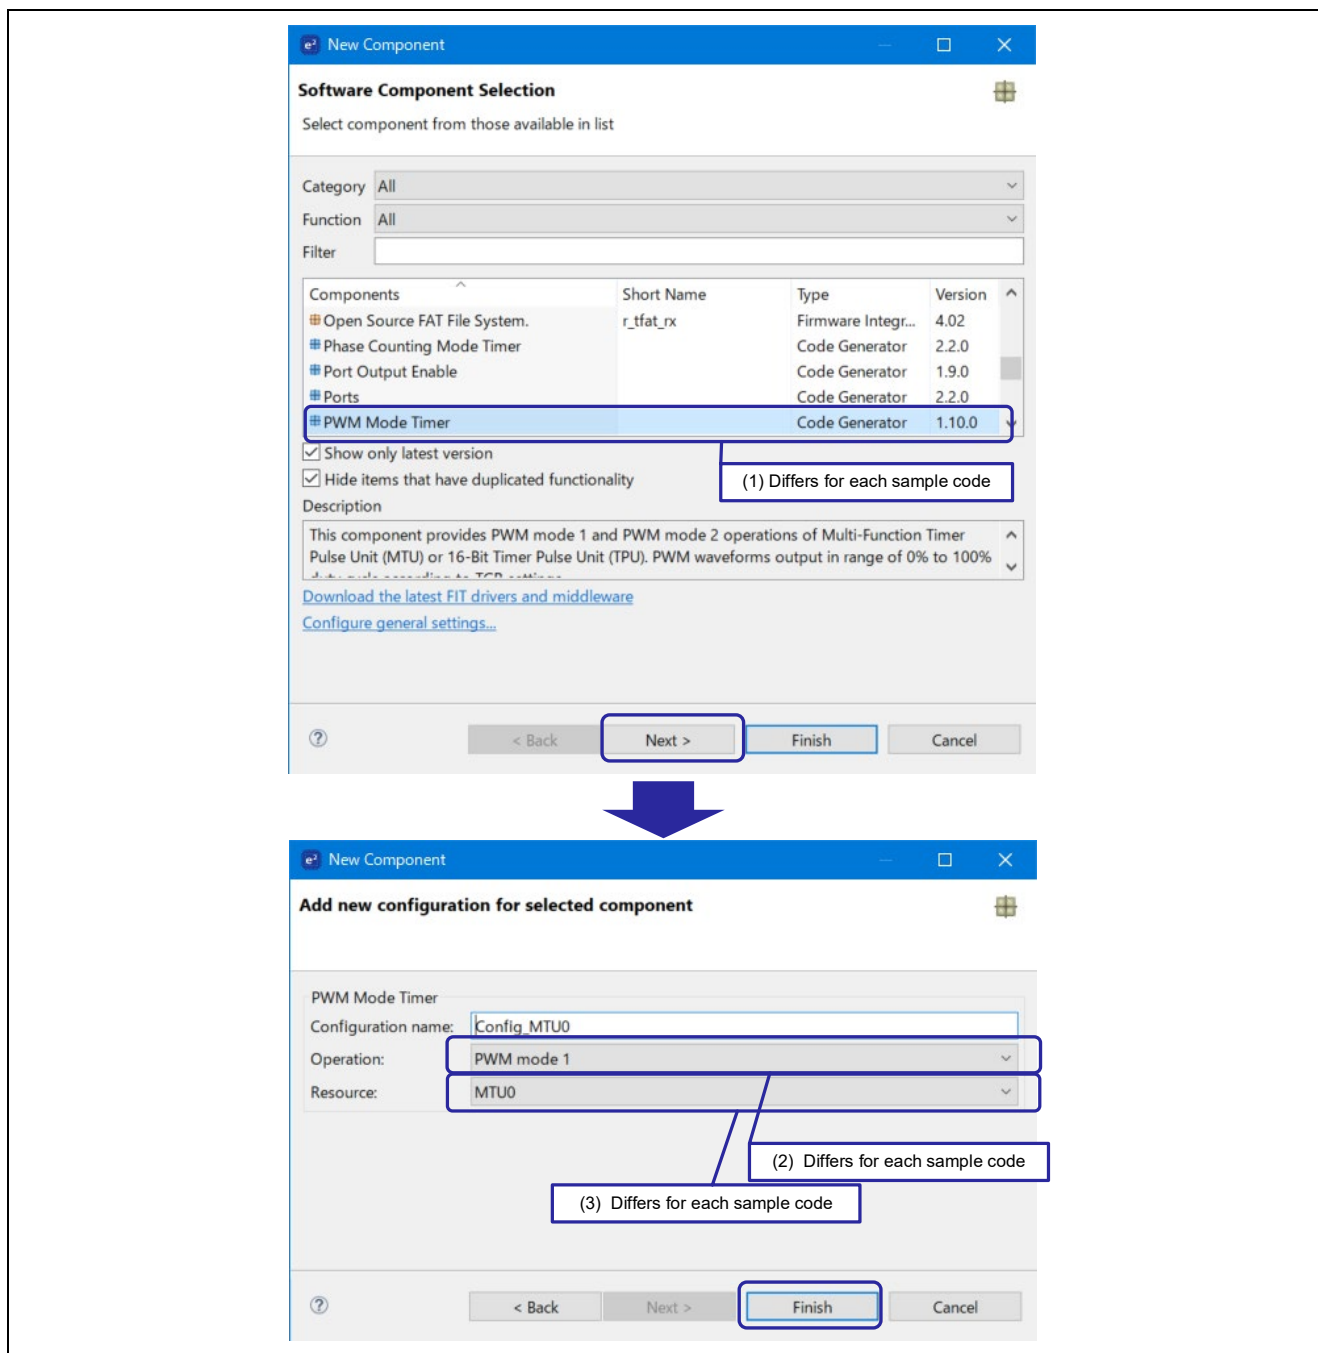 e² New Component
Software Component Selection
Select component from those available in list
Category All
Function All
Filter
Components Short Name Type Version
Open Source FAT File System. r_tfat_rx Firmware Integr... 4.02
Phase Counting Mode Timer Code Generator 2.2.0
Port Output Enable Code Generator 1.9.0
Ports Code Generator 2.2.0
PWM Mode Timer Code Generator 1.10.0
Show only latest version
Hide items that have duplicated functionality
(1) Differs for each sample code
Description
This component provides PWM mode 1 and PWM mode 2 operations of Multi-Function Timer
Pulse Unit (MTU) or 16-Bit Timer Pulse Unit (TPU). PWM waveforms output in range of 0% to 100%
duty cycle according to TGR settings
Download the latest FIT drivers and middleware
Configure general settings...
? < Back Next > Finish Cancel
e² New Component
Add new configuration for selected component
PWM Mode Timer
Configuration name: Config_MTU0
Operation: PWM mode 1
Resource: MTU0
(2) Differs for each sample code
(3) Differs for each sample code
? < Back Next > Finish Cancel